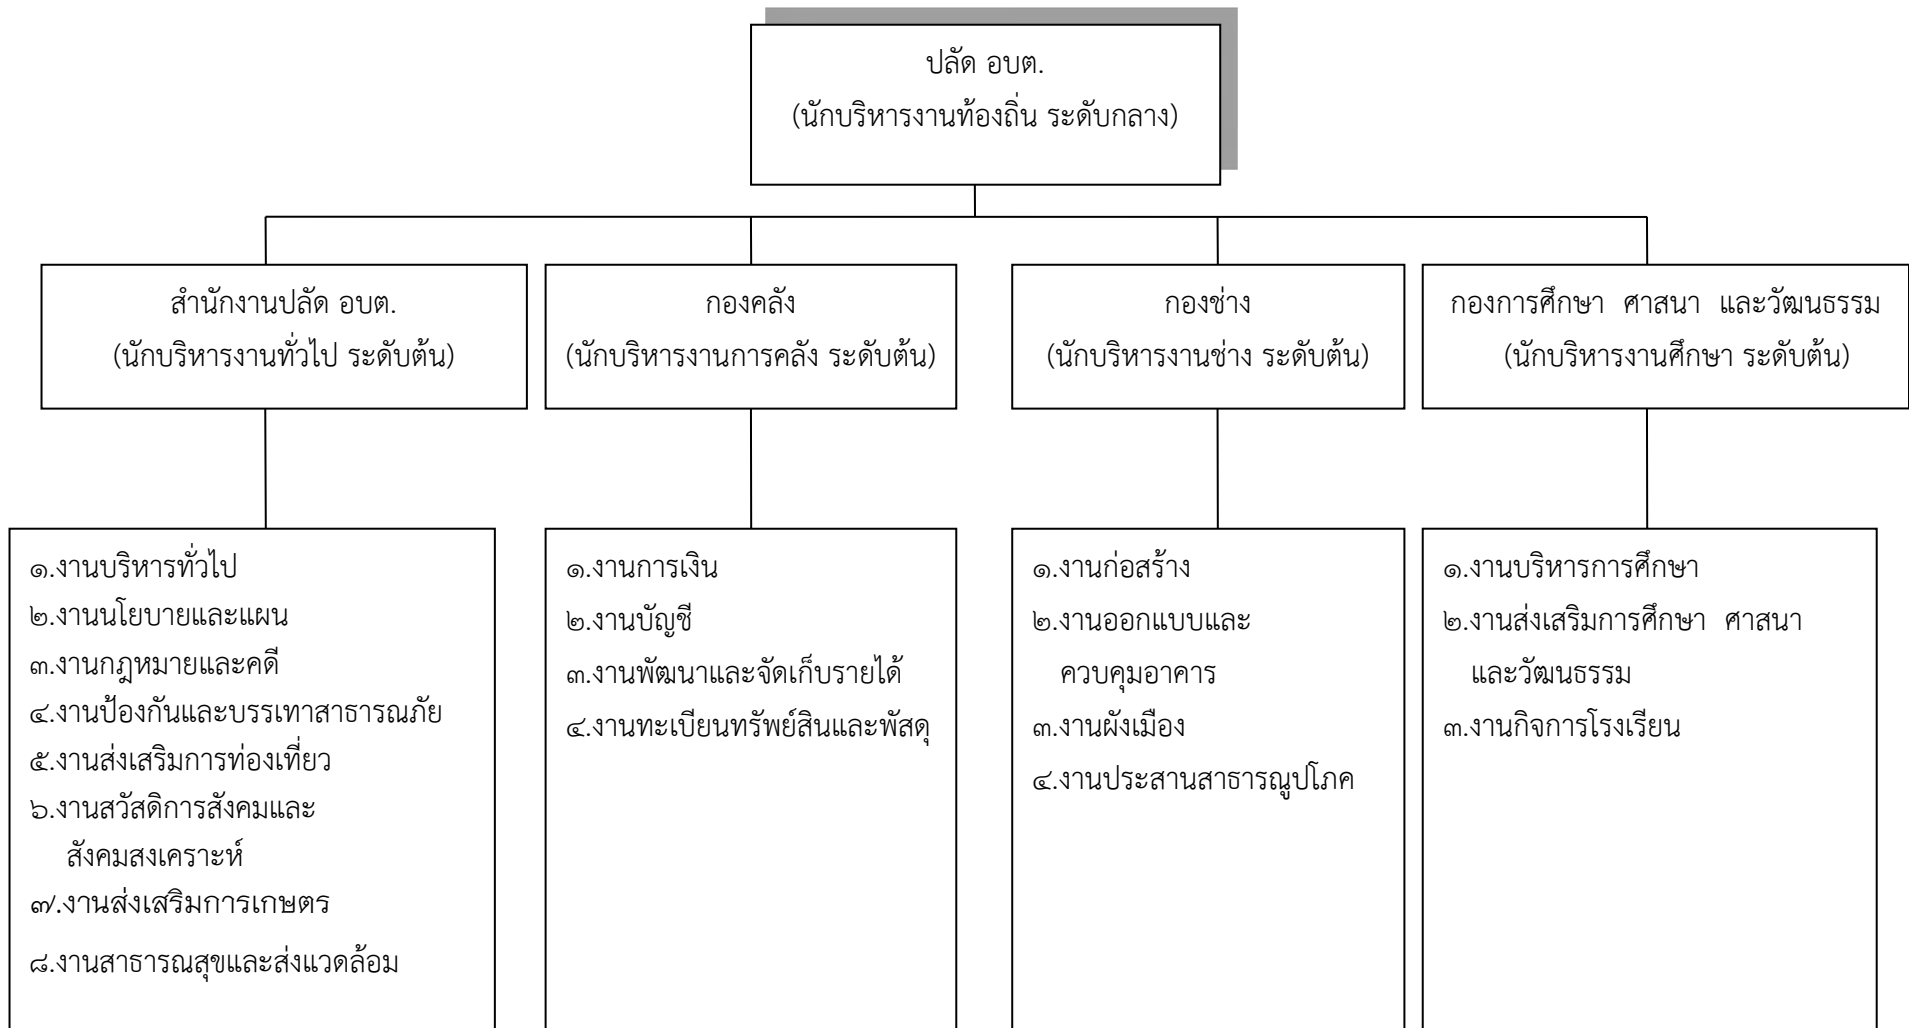 ปลัด อบต.
(นักบริหารงานท้องถิ่น ระดับกลาง)
สำนักงานปลัด อบต.
(นักบริหารงานทั่วไป ระดับต้น)
กองคลัง
(นักบริหารงานการคลัง ระดับต้น)
กองช่าง
(นักบริหารงานช่าง ระดับต้น)
กองการศึกษา ศาสนา และวัฒนธรรม
(นักบริหารงานศึกษา ระดับต้น)
๑.งานบริหารทั่วไป
๒.งานนโยบายและแผน
๓.งานกฎหมายและคดี
๔.งานป้องกันและบรรเทาสาธารณภัย
๕.งานส่งเสริมการท่องเที่ยว
๖.งานสวัสดิการสังคมและ
สังคมสงเคราะห์
๗.งานส่งเสริมการเกษตร
๘.งานสาธารณสุขและส่งแวดล้อม
๑.งานการเงิน
๒.งานบัญชี
๓.งานพัฒนาและจัดเก็บรายได้
๔.งานทะเบียนทรัพย์สินและพัสดุ
๑.งานก่อสร้าง
๒.งานออกแบบและ
ควบคุมอาคาร
๓.งานผังเมือง
๔.งานประสานสาธารณูปโภค
๑.งานบริหารการศึกษา
๒.งานส่งเสริมการศึกษา ศาสนา
และวัฒนธรรม
๓.งานกิจการโรงเรียน